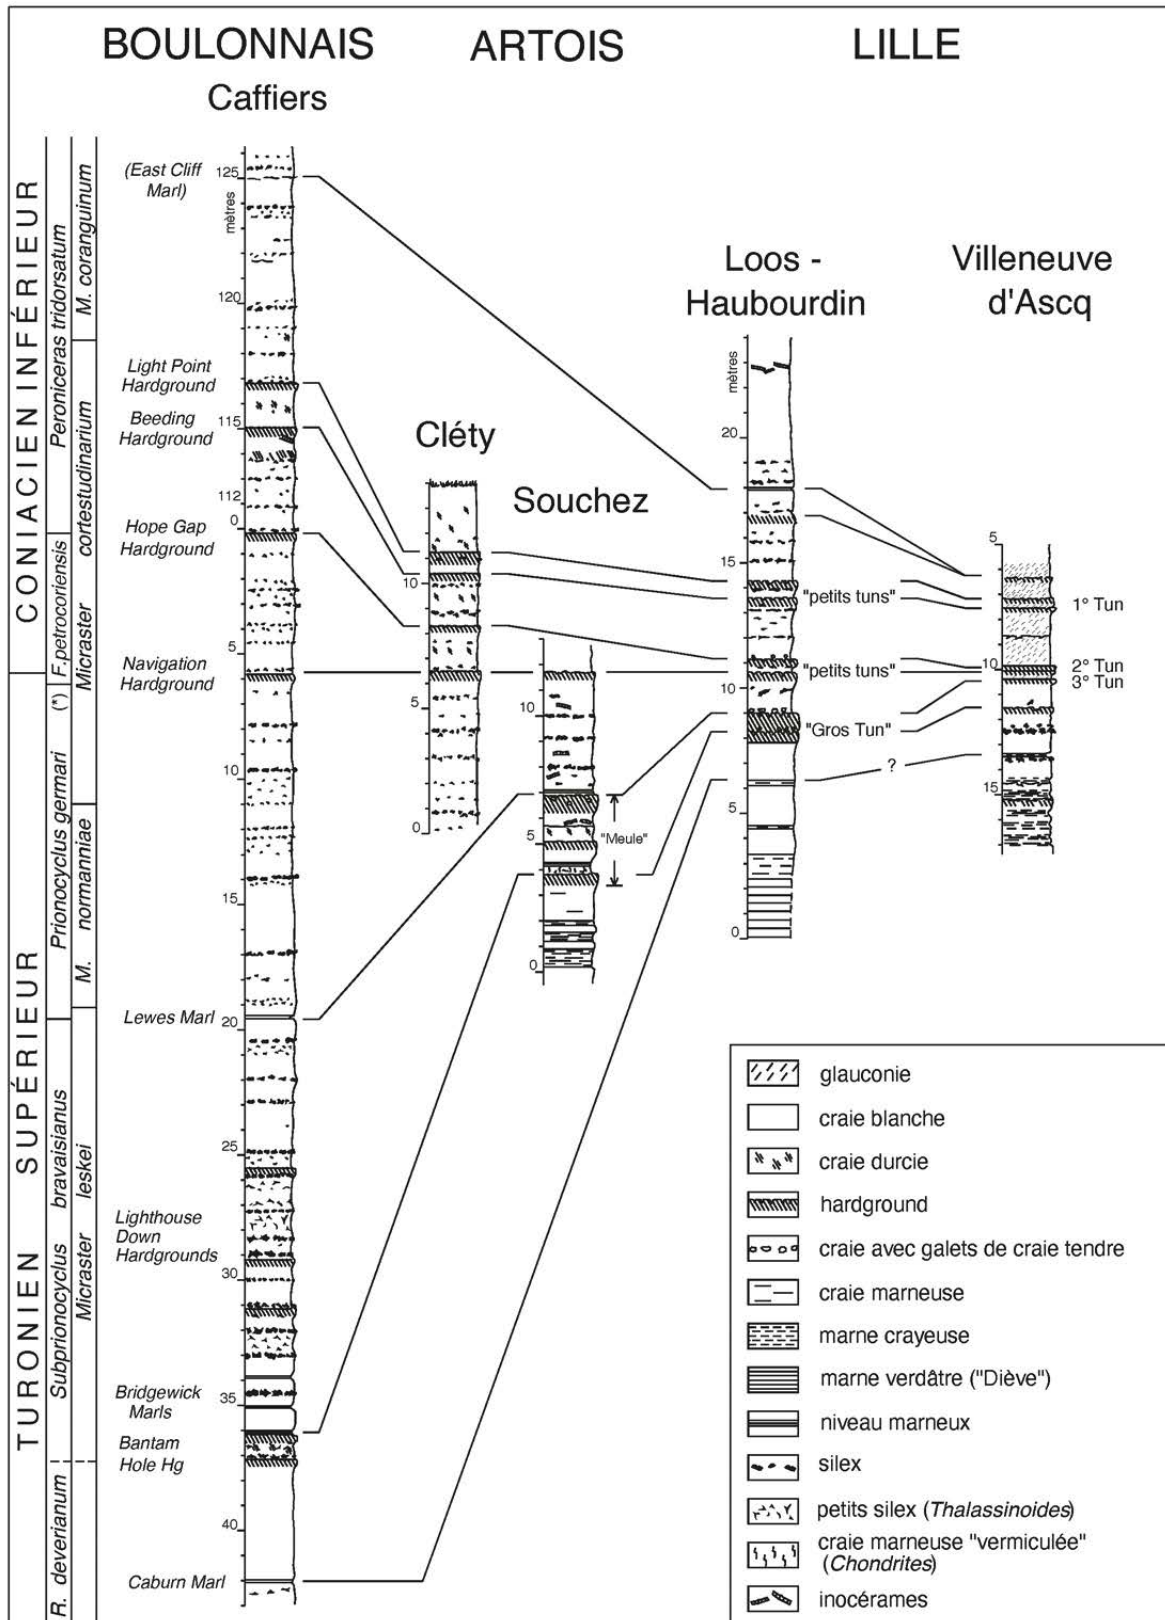 BOULONNAIS
ARTOIS
LILLE
Caffiers
Cléty
Souchez
Loos -
Haubourdin
Villeneuve
d'Ascq
CONIACIEN INFÉRIEUR
TURONIEN SUPÉRIEUR
Peroniceras tridorsatum
F. petrocoriensis
(*)
Prionocyclus germari
Subprionocyclus bravaisianus
R. deverianum
M. coranguinum
Micraster cortestudinarium
M. normanniae
Micraster leskei
(East Cliff
Marl)
Light Point
Hardground
Beeding
Hardground
Hope Gap
Hardground
Navigation
Hardground
Lewes Marl
Lighthouse
Down
Hardgrounds
Bridgewick
Marls
Bantam
Hole Hg
Caburn Marl
125
mètres
120
115
112
0
5
10
15
20
25
30
35
40
10
5
0
10
5
0
"Meule"
mètres
20
15
10
5
0
"petits tuns"
"petits tuns"
"Gros Tun"
?
5
10
15
1° Tun
2° Tun
3° Tun
glauconie
craie blanche
craie durcie
hardground
craie avec galets de craie tendre
craie marneuse
marne crayeuse
marne verdâtre ("Diève")
niveau marneux
silex
petits silex (Thalassinoides)
craie marneuse "vermiculée"
(Chondrites)
inocérames